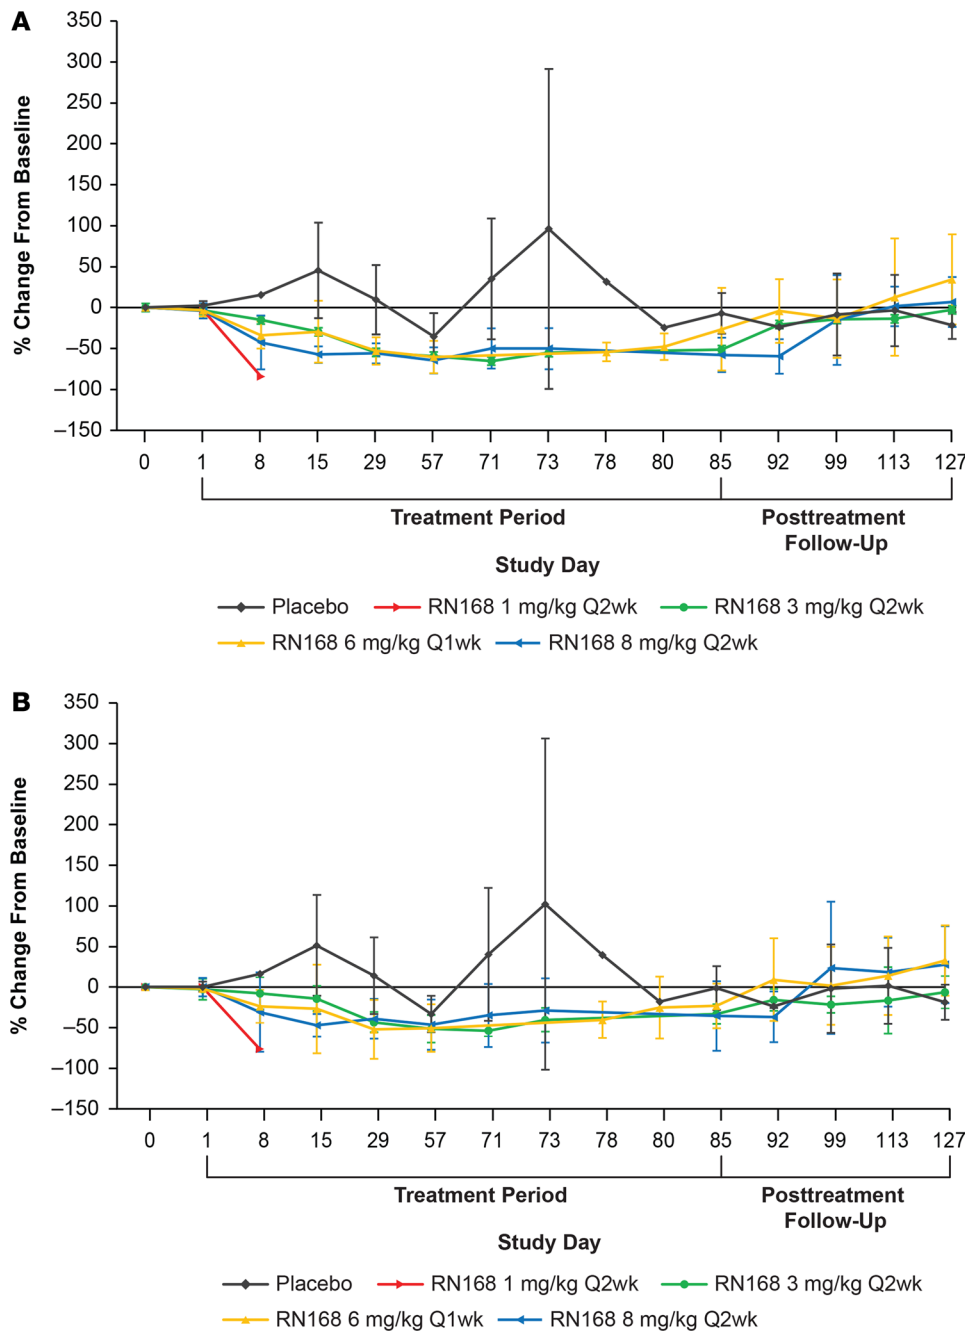 A
% Change From Baseline
350
300
250
200
150
100
50
0
–50
–100
–150
0 1 8 15 29 57 71 73 78 80 85 92 99 113 127
Treatment Period
Posttreatment
Follow-Up
Study Day
Placebo RN168 1 mg/kg Q2wk RN168 3 mg/kg Q2wk
RN168 6 mg/kg Q1wk RN168 8 mg/kg Q2wk
B
% Change From Baseline
350
300
250
200
150
100
50
0
–50
–100
–150
0 1 8 15 29 57 71 73 78 80 85 92 99 113 127
Treatment Period
Posttreatment
Follow-Up
Study Day
Placebo RN168 1 mg/kg Q2wk RN168 3 mg/kg Q2wk
RN168 6 mg/kg Q1wk RN168 8 mg/kg Q2wk